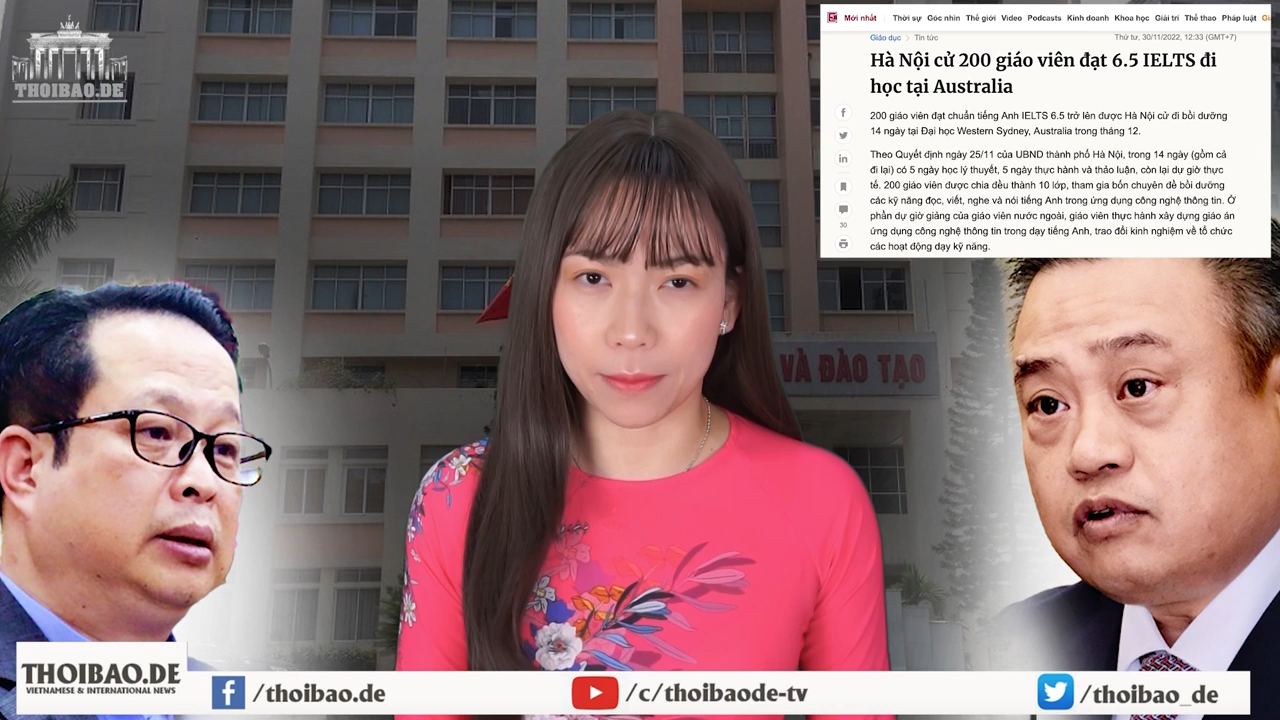 THOIBAO.DE
Mới nhất Thời sự Góc nhìn Thế giới Video Podcasts Kinh doanh Khoa học Giải trí Thể thao Pháp luật
Giáo dục > Tin tức Thứ tư, 30/11/2022, 12:33 (GMT+7)
Hà Nội cử 200 giáo viên đạt 6.5 IELTS đi
học tại Australia
200 giáo viên đạt chuẩn tiếng Anh IELTS 6.5 trở lên được Hà Nội cử đi bồi dưỡng
14 ngày tại Đại học Western Sydney, Australia trong tháng 12.
Theo Quyết định ngày 25/11 của UBND thành phố Hà Nội, trong 14 ngày (gồm cả
đi lại) có 5 ngày học lý thuyết, 5 ngày thực hành và thảo luận, còn lại dự giờ thực
tế. 200 giáo viên được chia đều thành 10 lớp, tham gia bốn chuyên đề bồi dưỡng
các kỹ năng đọc, viết, nghe và nói tiếng Anh trong ứng dụng công nghệ thông tin. Ở
phần dự giờ giảng của giáo viên nước ngoài, giáo viên thực hành xây dựng giáo án
ứng dụng công nghệ thông tin trong dạy tiếng Anh, trao đổi kinh nghiệm về tổ chức
các hoạt động dạy kỹ năng.
30
VÀ ĐÀO TẠO
THOIBAO.DE
VIETNAMESE & INTERNATIONAL NEWS
/thoibao.de
/c/thoibaode-tv
/thoibao_de